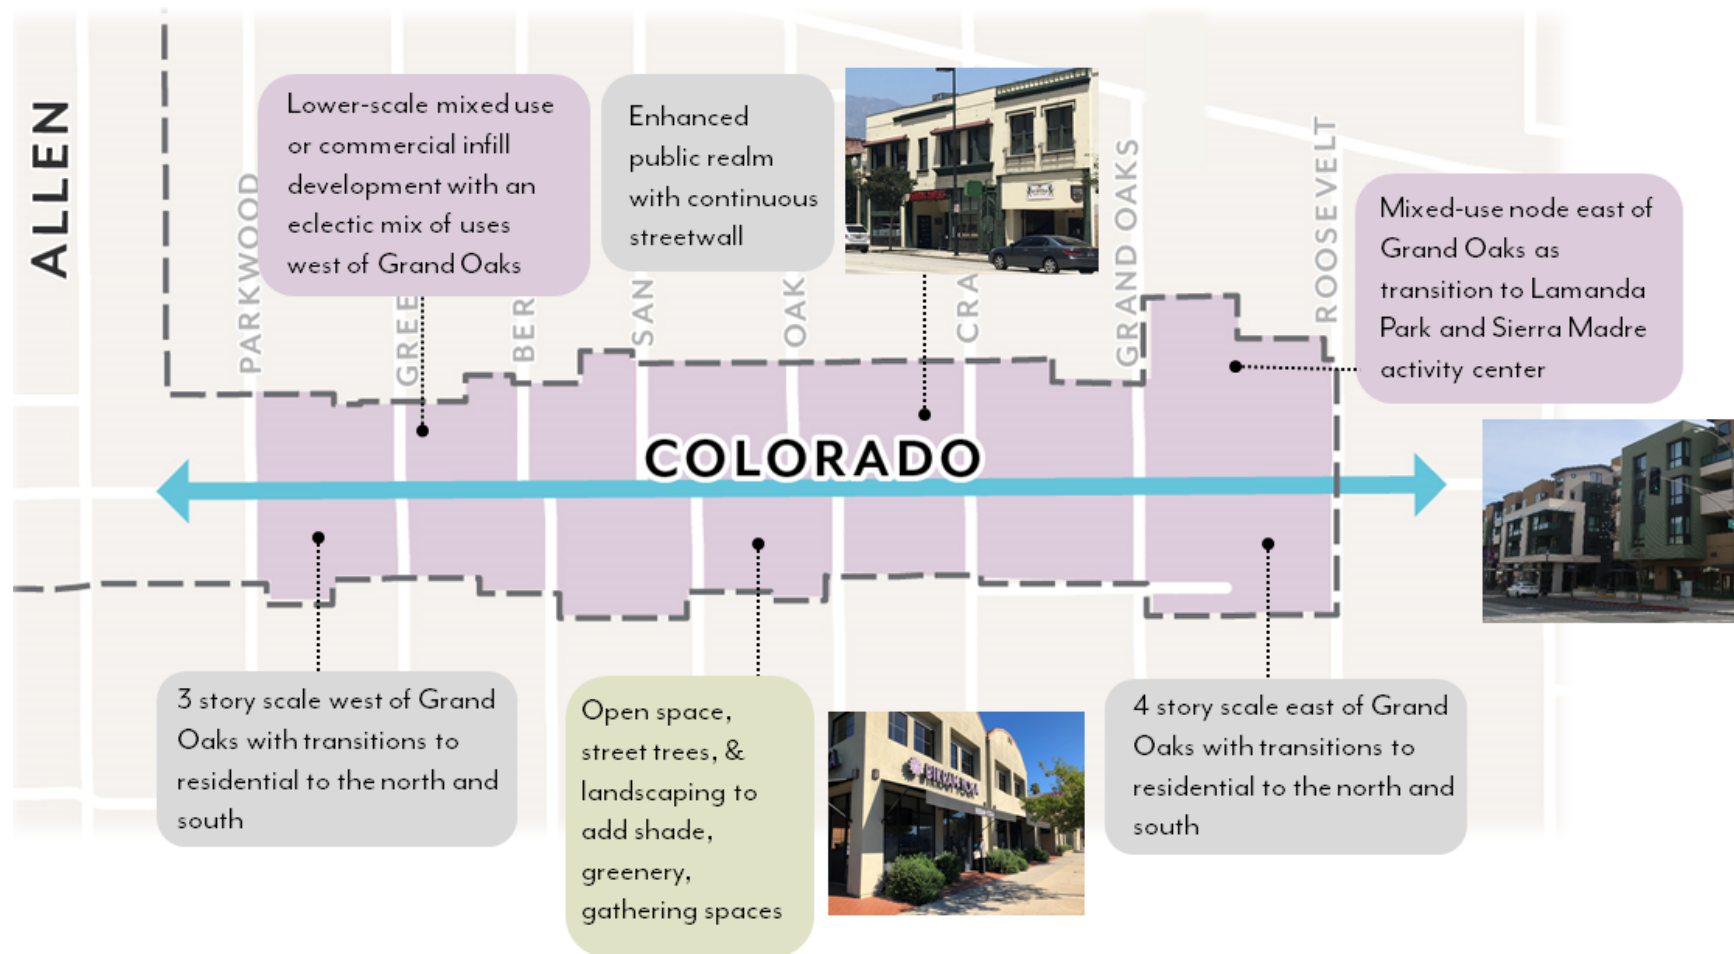 ALLEN
PARKWOOD
Lower-scale mixed use
or commercial infill
development with an
eclectic mix of uses
west of Grand Oaks
GREE
BER
Enhanced
public realm
with continuous
streetwall
SAN
OAK
CRA
GRAND OAKS
ROOSEVELT
Mixed-use node east of
Grand Oaks as
transition to Lamanda
Park and Sierra Madre
activity center
COLORADO
3 story scale west of Grand
Oaks with transitions to
residential to the north and
south
Open space,
street trees, &
landscaping to
add shade,
greenery,
gathering spaces
4 story scale east of Grand
Oaks with transitions to
residential to the north and
south